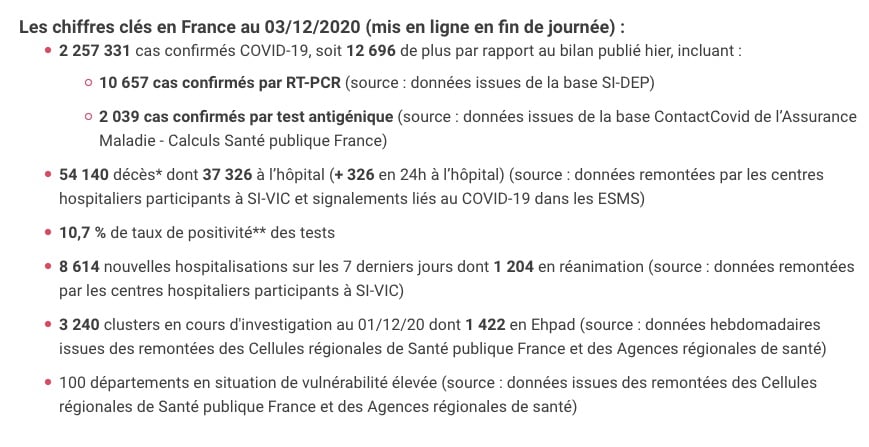 Les chiffres clés en France au 03/12/2020 (mis en ligne en fin de journée) :
2 257 331 cas confirmés COVID-19, soit 12 696 de plus par rapport au bilan publié hier, incluant :
10 657 cas confirmés par RT-PCR (source : données issues de la base SI-DEP)
2 039 cas confirmés par test antigénique (source : données issues de la base ContactCovid de l’Assurance
Maladie - Calculs Santé publique France)
54 140 décès* dont 37 326 à l’hôpital (+ 326 en 24h à l’hôpital) (source : données remontées par les centres
hospitaliers participants à SI-VIC et signalements liés au COVID-19 dans les ESMS)
10,7 % de taux de positivité** des tests
8 614 nouvelles hospitalisations sur les 7 derniers jours dont 1 204 en réanimation (source : données remontées
par les centres hospitaliers participants à SI-VIC)
3 240 clusters en cours d'investigation au 01/12/20 dont 1 422 en Ehpad (source : données hebdomadaires
issues des remontées des Cellules régionales de Santé publique France et des Agences régionales de santé)
100 départements en situation de vulnérabilité élevée (source : données issues des remontées des Cellules
régionales de Santé publique France et des Agences régionales de santé)